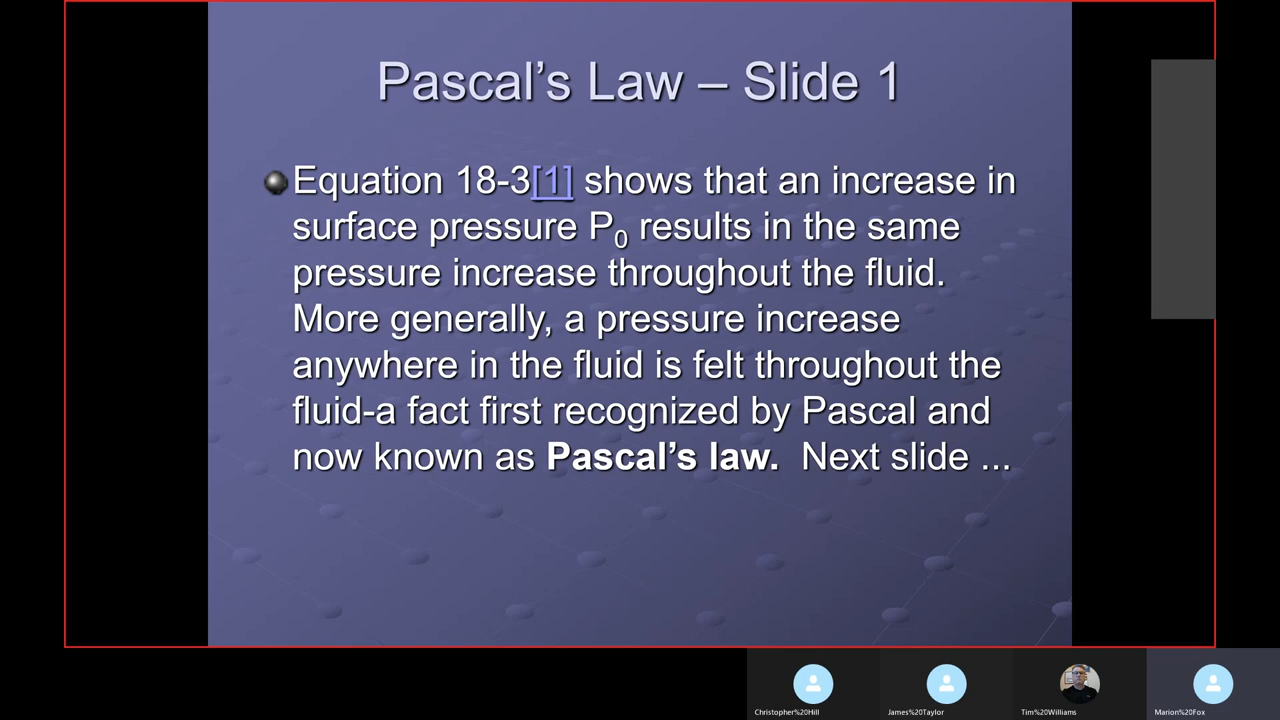 Pascal’s Law – Slide 1
Equation 18-3[1] shows that an increase in
surface pressure P0 results in the same
pressure increase throughout the fluid.
More generally, a pressure increase
anywhere in the fluid is felt throughout the
fluid-a fact first recognized by Pascal and
now known as Pascal’s law.  Next slide ...
Christopher%20Hill
James%20Taylor
Tim%20Williams
Marion%20Fox